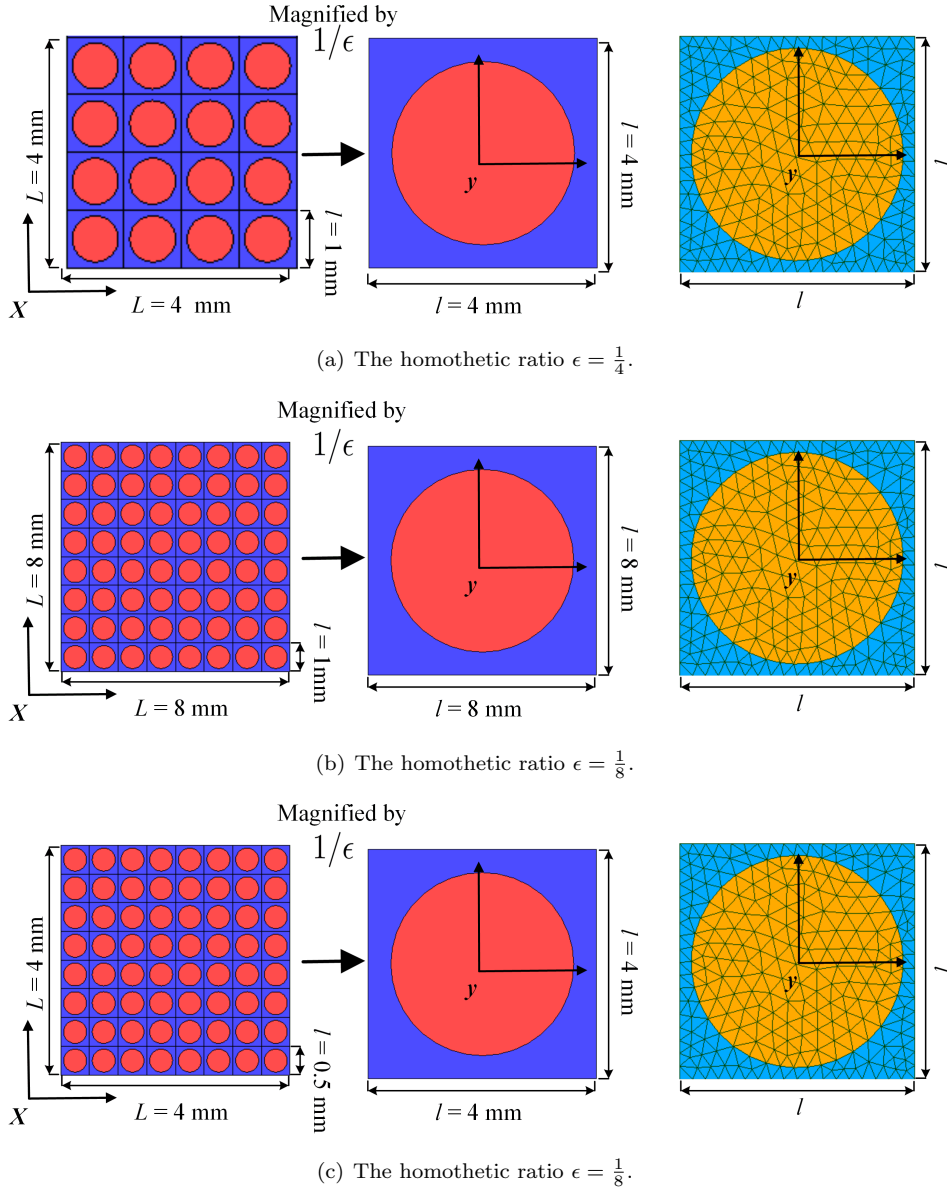 Magnified by
1/ϵ
L = 4 mm
l = 1 mm
X
L = 4 mm
y
l = 4 mm
l = 4 mm
y
l
l
(a) The homothetic ratio ϵ = 1/4.
Magnified by
1/ϵ
L = 8 mm
l = 1mm
X
L = 8 mm
y
l = 8 mm
l = 8 mm
y
l
l
(b) The homothetic ratio ϵ = 1/8.
Magnified by
1/ϵ
L = 4 mm
l = 0.5 mm
X
L = 4 mm
y
l = 4 mm
l = 4 mm
y
l
l
(c) The homothetic ratio ϵ = 1/8.